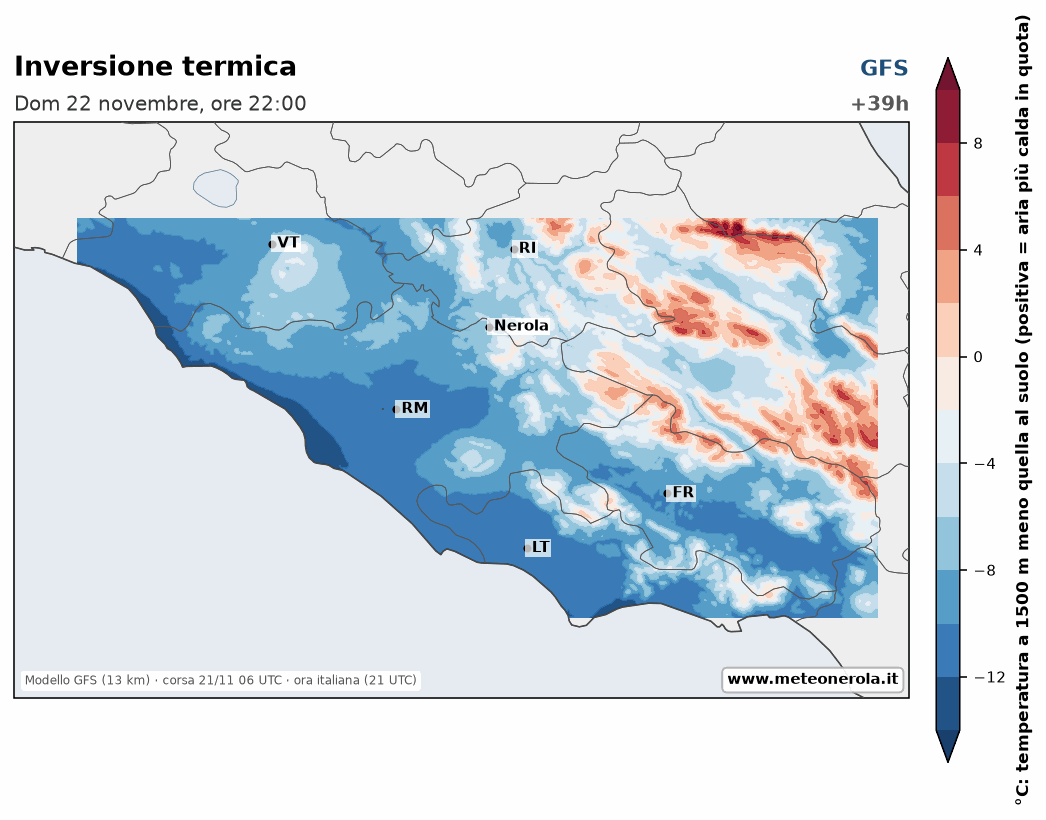 Inversione termica
GFS
Dom 22 novembre, ore 22:00
+39h
VT
RI
Nerola
RM
FR
LT
8
4
0
−4
−8
−12
°C: temperatura a 1500 m meno quella al suolo (positiva = aria più calda in quota)
Modello GFS (13 km) · corsa 21/11 06 UTC · ora italiana (21 UTC)
www.meteonerola.it